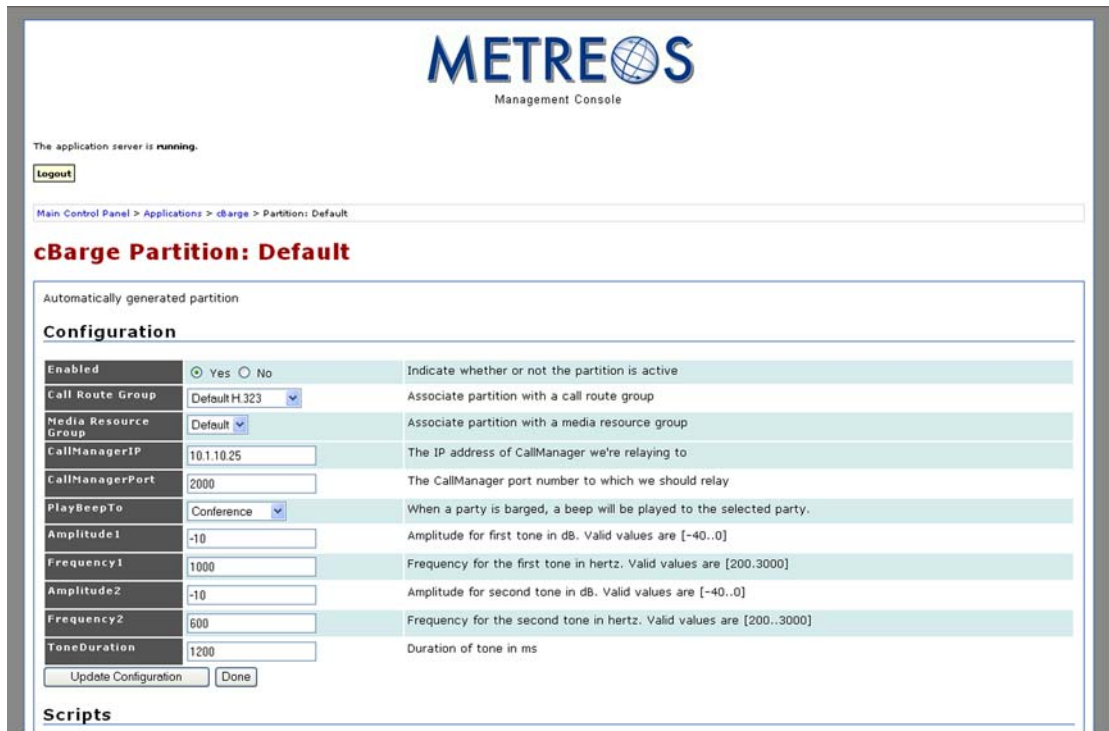 METREOS
Management Console
The application server is running.
Logout
Main Control Panel > Applications > cBarge > Partition: Default
cBarge Partition: Default
Automatically generated partition
Configuration
Enabled Yes No Indicate whether or not the partition is active
Call Route Group Default H.323 Associate partition with a call route group
Media Resource Group Default Associate partition with a media resource group
CallManagerIP 10.1.10.25 The IP address of CallManager we're relaying to
CallManagerPort 2000 The CallManager port number to which we should relay
PlayBeepTo Conference When a party is barged, a beep will be played to the selected party.
Amplitude1 -10 Amplitude for first tone in dB. Valid values are [-40..0]
Frequency1 1000 Frequency for the first tone in hertz. Valid values are [200.3000]
Amplitude2 -10 Amplitude for second tone in dB. Valid values are [-40..0]
Frequency2 600 Frequency for the second tone in hertz. Valid values are [200..3000]
ToneDuration 1200 Duration of tone in ms
Update Configuration Done
Scripts